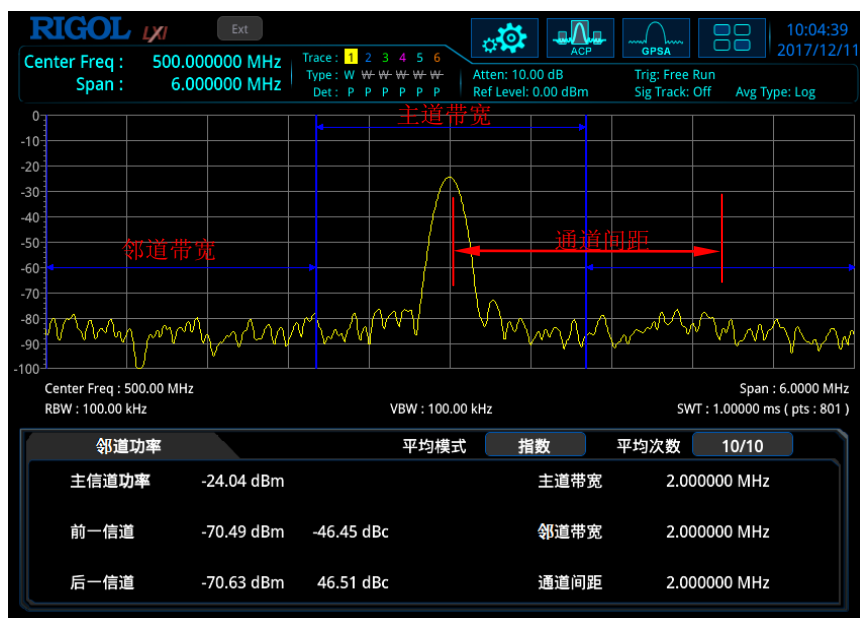 RIGOL LXI Ext ACP GPSA 10:04:39
2017/12/11
Center Freq : 500.000000 MHz
Span : 6.000000 MHz
Trace : 1 2 3 4 5 6
Type : W W W W W W
Det : P P P P P P
Atten: 10.00 dB
Ref Level: 0.00 dBm
Trig: Free Run
Sig Track: Off Avg Type: Log
主道带宽
邻道带宽
通道间距
0
-10
-20
-30
-40
-50
-60
-70
-80
-90
-100
Center Freq : 500.00 MHz Span : 6.0000 MHz
RBW : 100.00 kHz VBW : 100.00 kHz SWT : 1.00000 ms ( pts : 801 )
邻道功率 平均模式 指数 平均次数 10/10
主信道功率 -24.04 dBm 主道带宽 2.000000 MHz
前一信道 -70.49 dBm -46.45 dBc 邻道带宽 2.000000 MHz
后一信道 -70.63 dBm 46.51 dBc 通道间距 2.000000 MHz